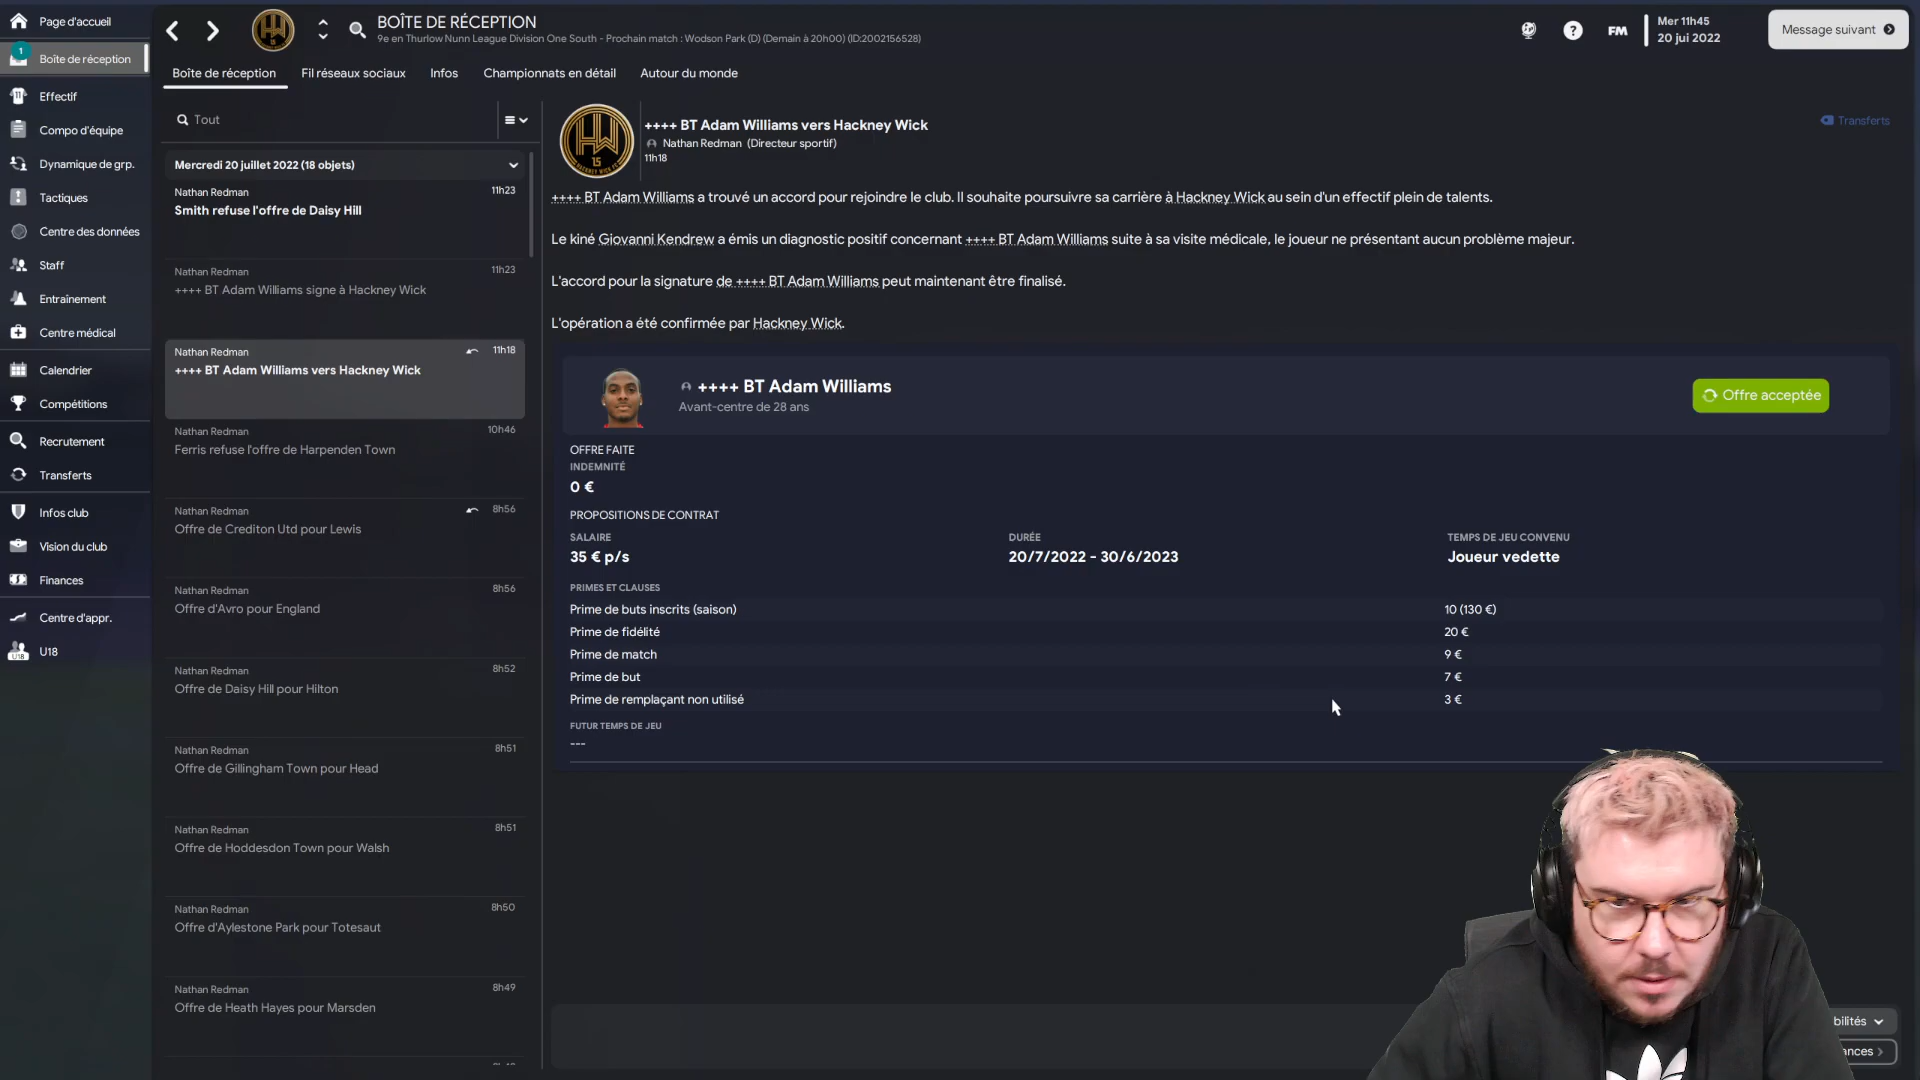 Page d'accueil
1
Boîte de réception
Effectif
Compo d'équipe
Dynamique de grp.
Tactiques
Centre des données
Staff
Entraînement
Centre médical
Calendrier
Compétitions
Recrutement
Transferts
Infos club
Vision du club
Finances
Centre d'appr.
U18
BOÎTE DE RÉCEPTION
9e en Thurlow Nunn League Division One South - Prochain match : Wodson Park (D) (Demain à 20h00) (ID:2002156528)
FM
Mer 11h45
20 jui 2022
Message suivant
Boîte de réception
Fil réseaux sociaux
Infos
Championnats en détail
Autour du monde
Tout
Mercredi 20 juillet 2022 (18 objets)
Nathan Redman 11h23
Smith refuse l'offre de Daisy Hill
Nathan Redman 11h23
++++ BT Adam Williams signe à Hackney Wick
Nathan Redman 11h18
++++ BT Adam Williams vers Hackney Wick
Nathan Redman 10h46
Ferris refuse l'offre de Harpenden Town
Nathan Redman 8h56
Offre de Crediton Utd pour Lewis
Nathan Redman 8h56
Offre d'Avro pour England
Nathan Redman 8h52
Offre de Daisy Hill pour Hilton
Nathan Redman 8h51
Offre de Gillingham Town pour Head
Nathan Redman 8h51
Offre de Hoddesdon Town pour Walsh
Nathan Redman 8h50
Offre d'Aylestone Park pour Totesaut
Nathan Redman 8h49
Offre de Heath Hayes pour Marsden
HW
15
++++ BT Adam Williams vers Hackney Wick
Nathan Redman (Directeur sportif)
11h18
Transferts
++++ BT Adam Williams a trouvé un accord pour rejoindre le club. Il souhaite poursuivre sa carrière à Hackney Wick au sein d'un effectif plein de talents.
Le kiné Giovanni Kendrew a émis un diagnostic positif concernant ++++ BT Adam Williams suite à sa visite médicale, le joueur ne présentant aucun problème majeur.
L'accord pour la signature de ++++ BT Adam Williams peut maintenant être finalisé.
L'opération a été confirmée par Hackney Wick.
++++ BT Adam Williams
Avant-centre de 28 ans
Offre acceptée
OFFRE FAITE
INDEMNITÉ
0 €
PROPOSITIONS DE CONTRAT
SALAIRE DURÉE TEMPS DE JEU CONVENU
35 € p/s 20/7/2022 - 30/6/2023 Joueur vedette
PRIMES ET CLAUSES
Prime de buts inscrits (saison) 10 (130 €)
Prime de fidélité 20 €
Prime de match 9 €
Prime de but 7 €
Prime de remplaçant non utilisé 3 €
FUTUR TEMPS DE JEU
---
bilités
ances